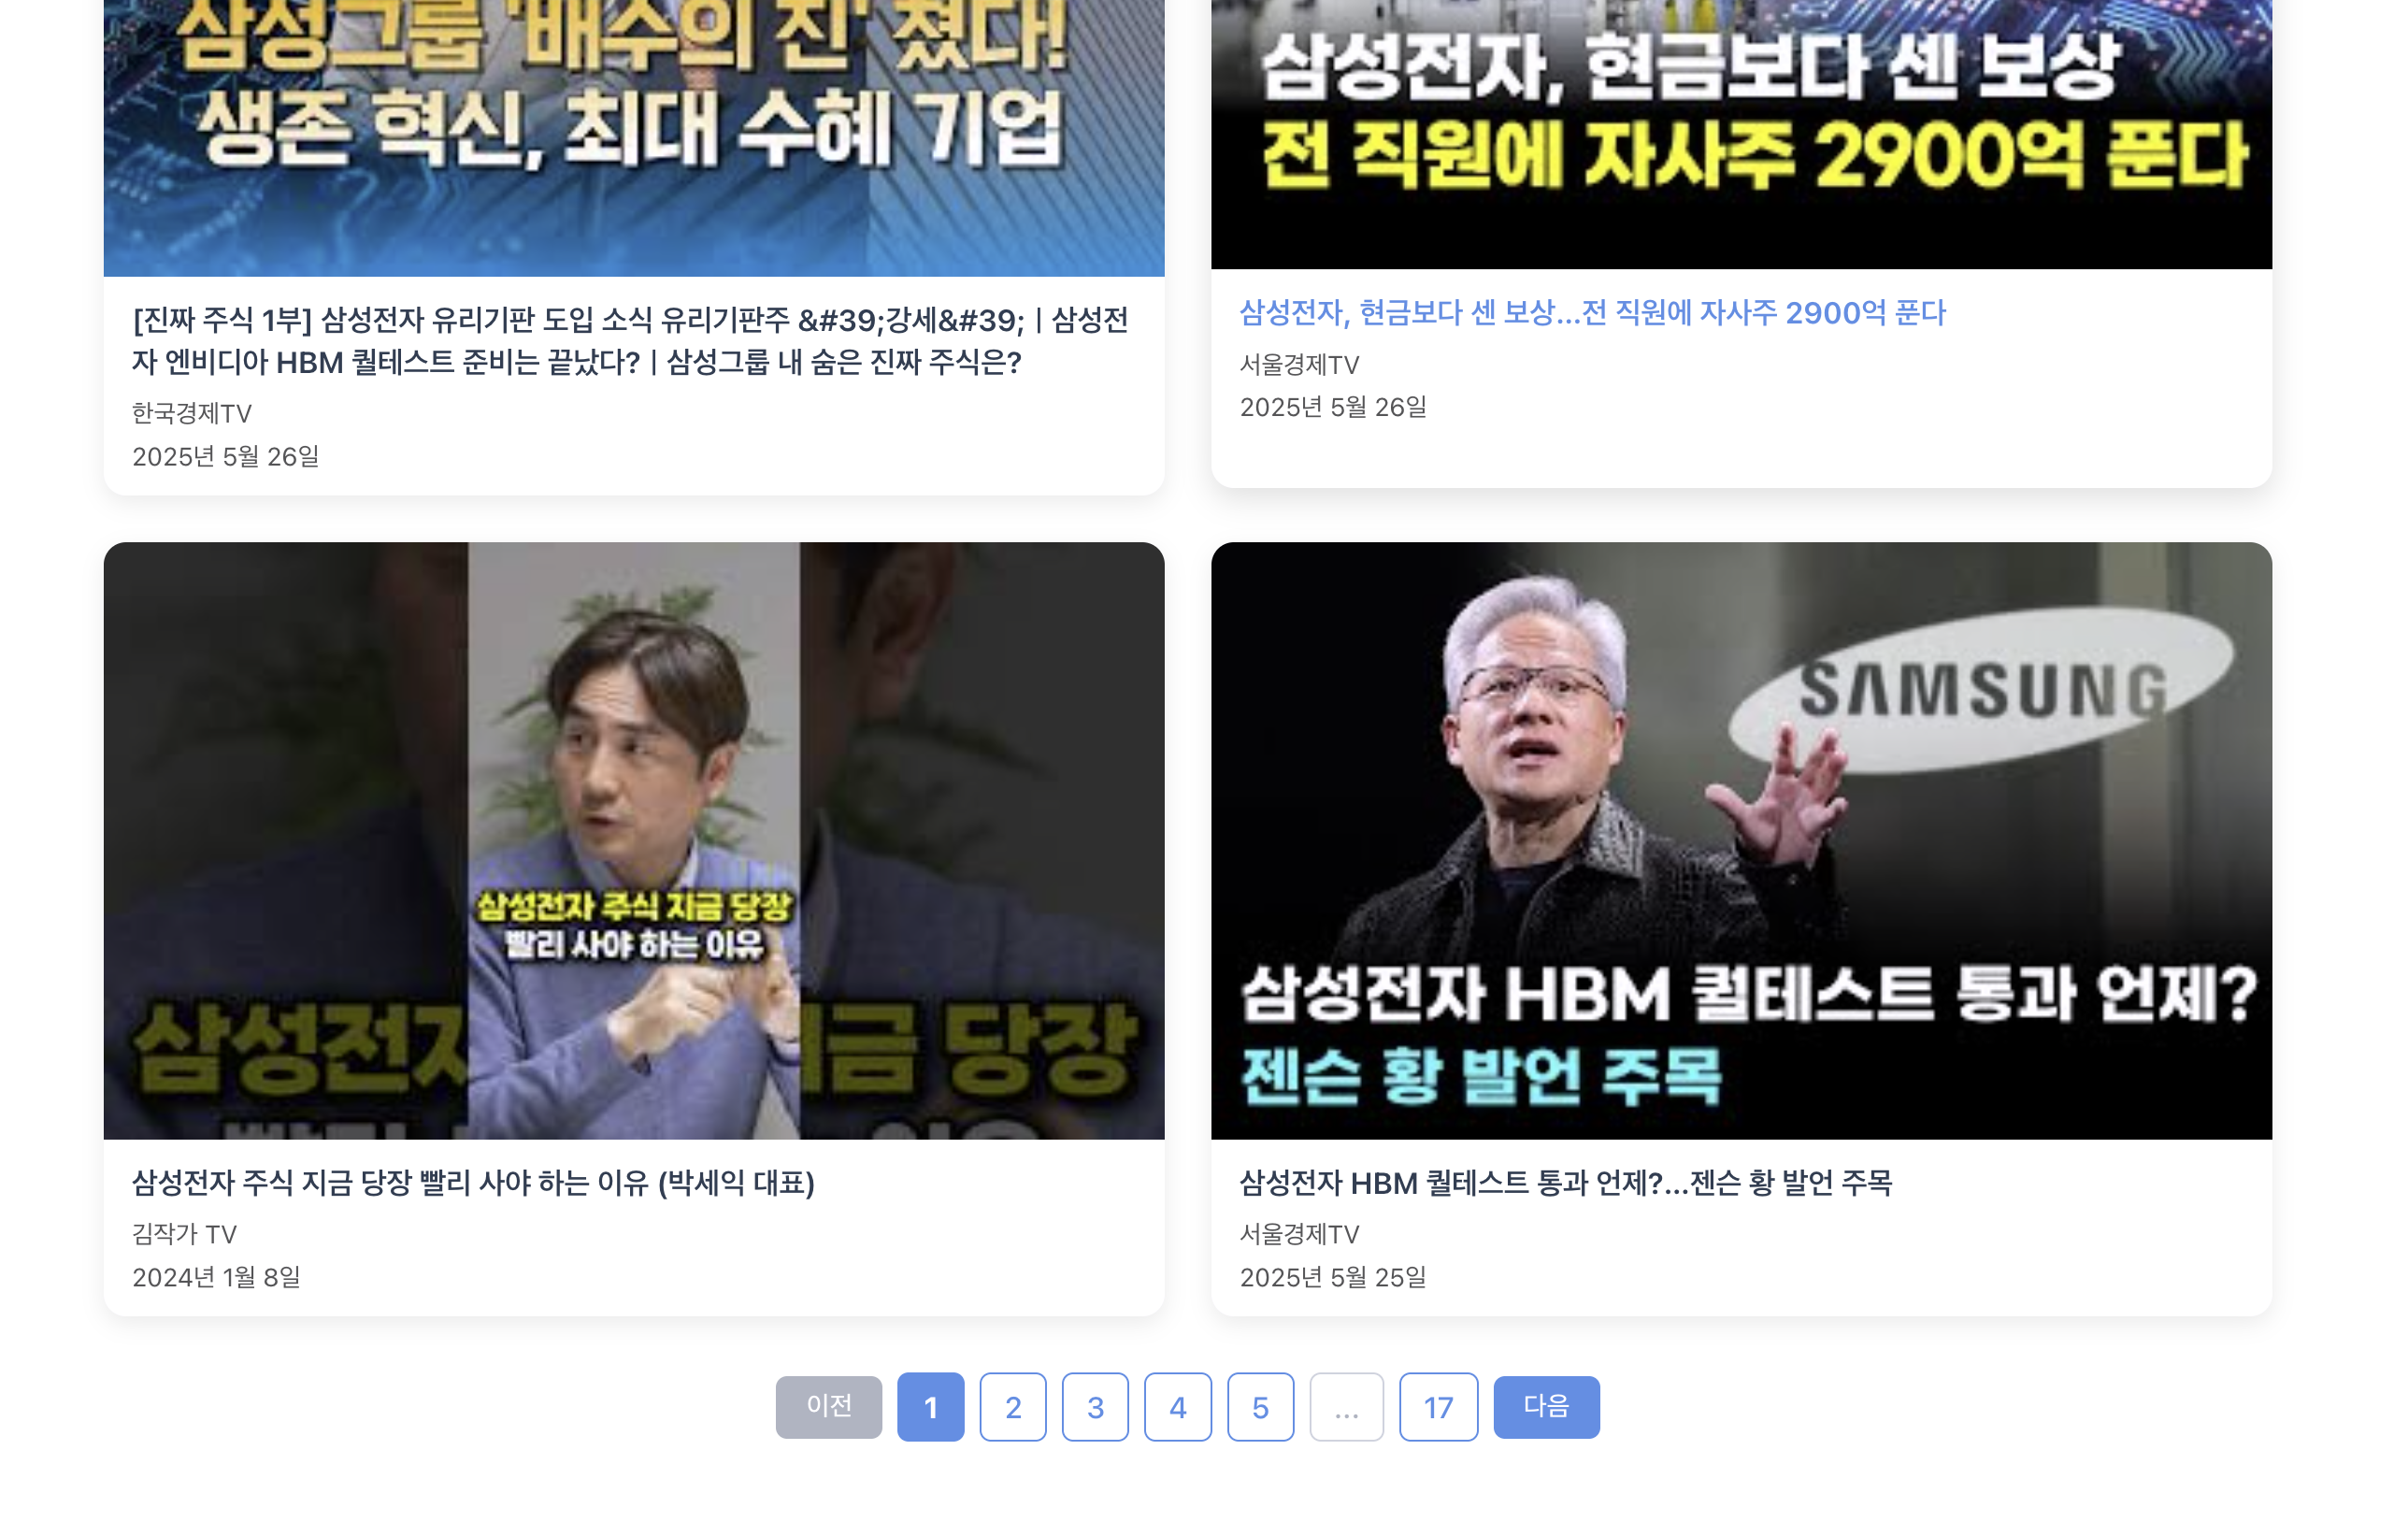 삼성그룹 '배수의 진' 쳤다!
생존 혁신, 최대 수혜 기업
[진짜 주식 1부] 삼성전자 유리기판 도입 소식 유리기판주 &#39;강세&#39; | 삼성전
자 엔비디아 HBM 퀄테스트 준비는 끝났다? | 삼성그룹 내 숨은 진짜 주식은?
한국경제TV
2025년 5월 26일
삼성전자, 현금보다 센 보상
전 직원에 자사주 2900억 푼다
삼성전자, 현금보다 센 보상...전 직원에 자사주 2900억 푼다
서울경제TV
2025년 5월 26일
삼성전자 주식 지금 당장
빨리 사야 하는 이유
삼성전자 지금 당장
삼성전자 주식 지금 당장 빨리 사야 하는 이유 (박세익 대표)
김작가 TV
2024년 1월 8일
SAMSUNG
삼성전자 HBM 퀄테스트 통과 언제?
젠슨 황 발언 주목
삼성전자 HBM 퀄테스트 통과 언제?...젠슨 황 발언 주목
서울경제TV
2025년 5월 25일
이전 1 2 3 4 5 ... 17 다음